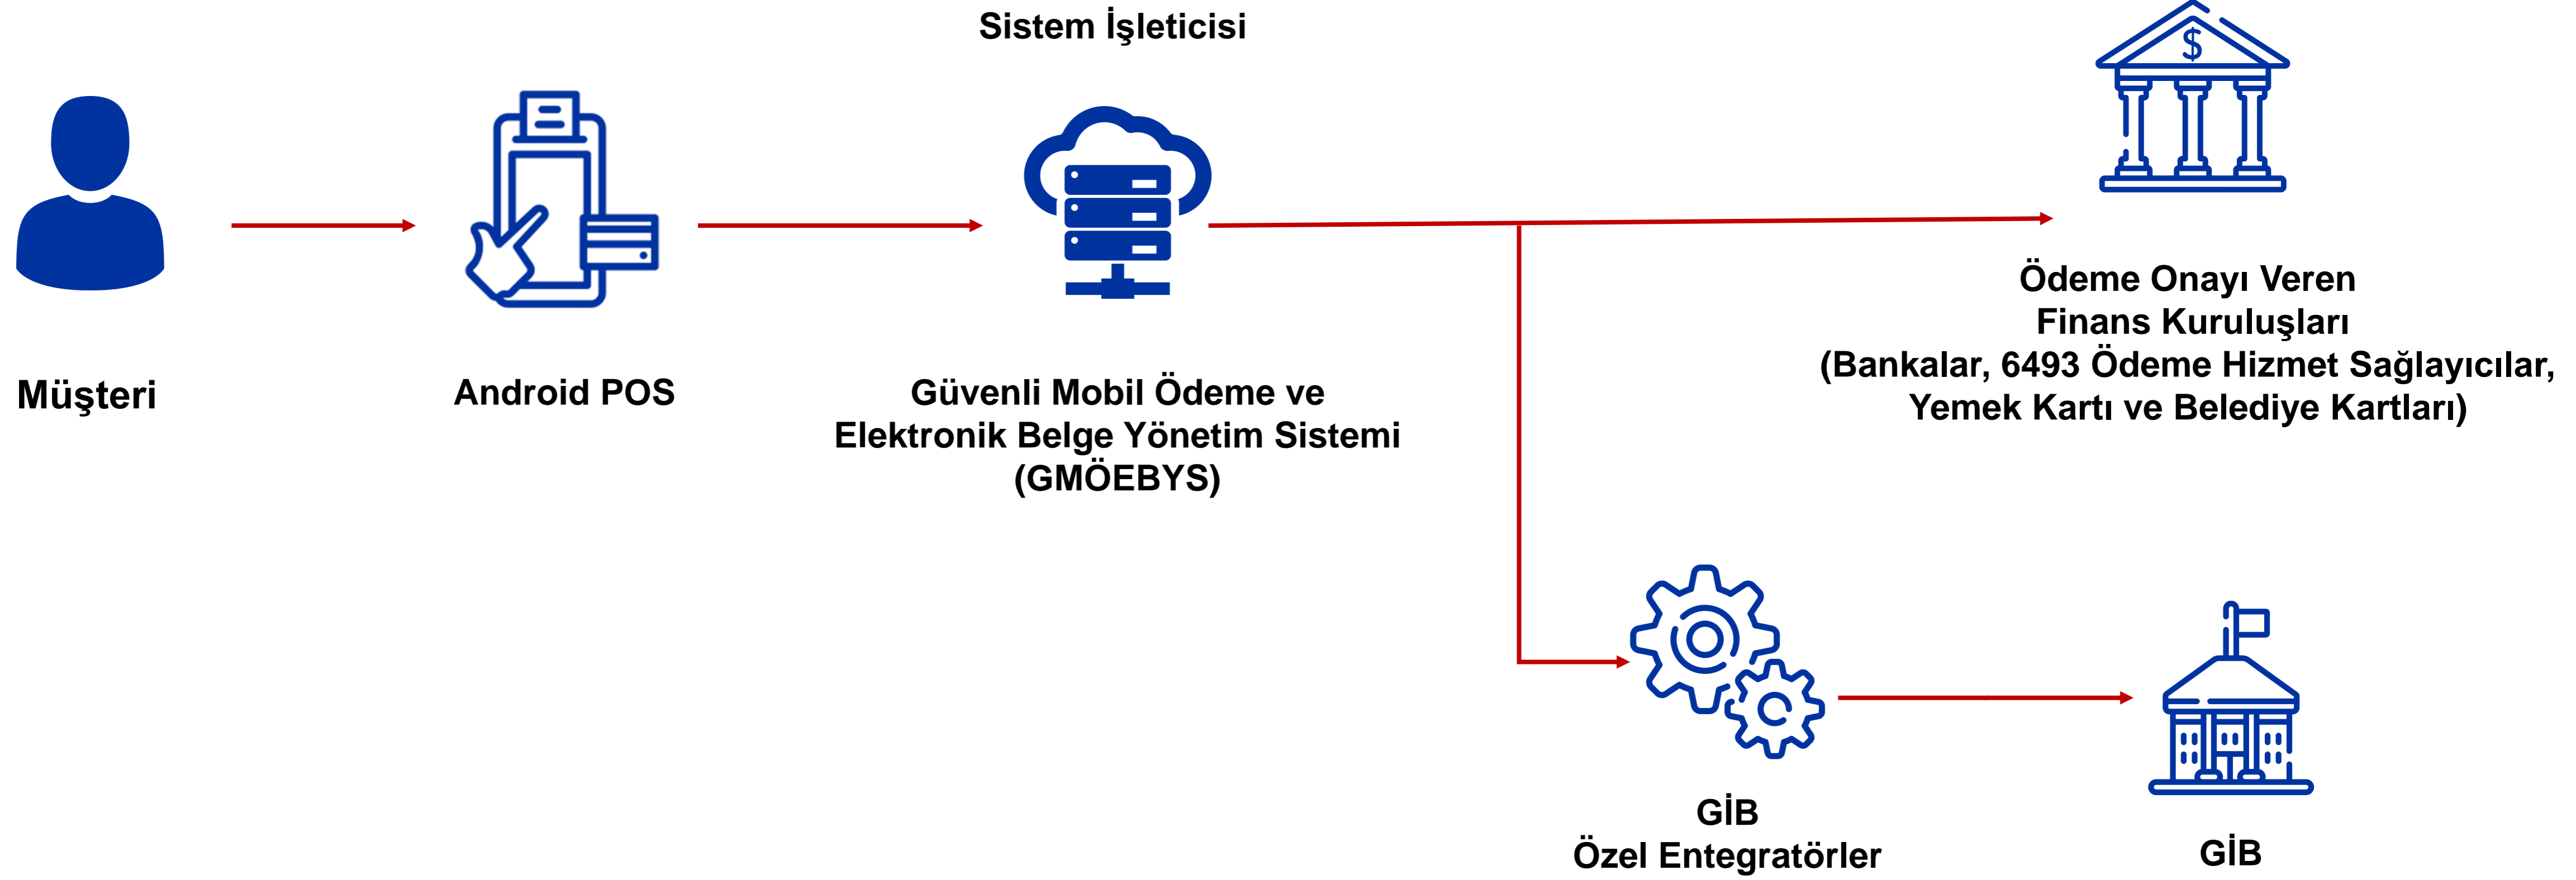 Sistem İşleticisi
$
Müşteri
Android POS
Güvenli Mobil Ödeme ve
Elektronik Belge Yönetim Sistemi
(GMÖEBYS)
Ödeme Onayı Veren
Finans Kuruluşları
(Bankalar, 6493 Ödeme Hizmet Sağlayıcılar,
Yemek Kartı ve Belediye Kartları)
GİB
Özel Entegratörler
GİB